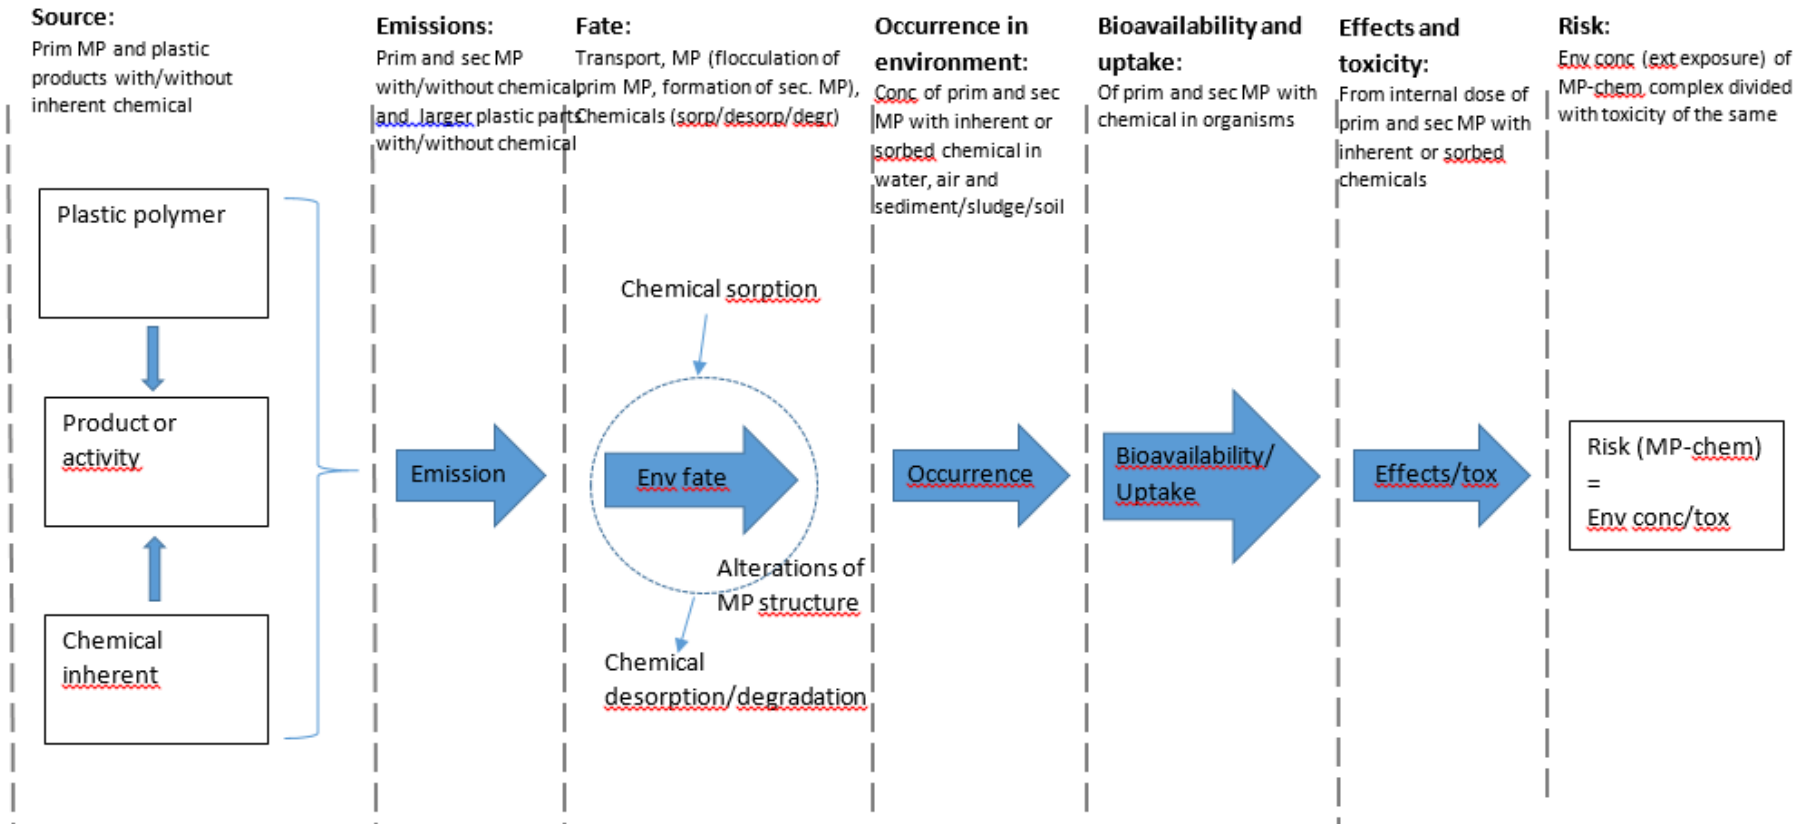 Source:
Prim MP and plastic
products with/without
inherent chemical
Emissions:
Prim and sec MP
with/without chemical,
and larger plastic parts
with/without chemical
Fate:
Transport, MP (flocculation of
prim MP, formation of sec. MP),
Chemicals (sorp/desorp/degr)
Occurrence in
environment:
Conc of prim and sec
MP with inherent or
sorbed chemical in
water, air and
sediment/sludge/soil
Bioavailability and
uptake:
Of prim and sec MP with
chemical in organisms
Effects and
toxicity:
From internal dose of
prim and sec MP with
inherent or sorbed
chemicals
Risk:
Env conc (ext exposure) of
MP-chem complex divided
with toxicity of the same
Plastic polymer
Product or
activity
Chemical
inherent
Emission
Chemical sorption
Env fate
Alterations of
MP structure
Chemical
desorption/degradation
Occurrence
Bioavailability/
Uptake
Effects/tox
Risk (MP-chem)
=
Env conc/tox